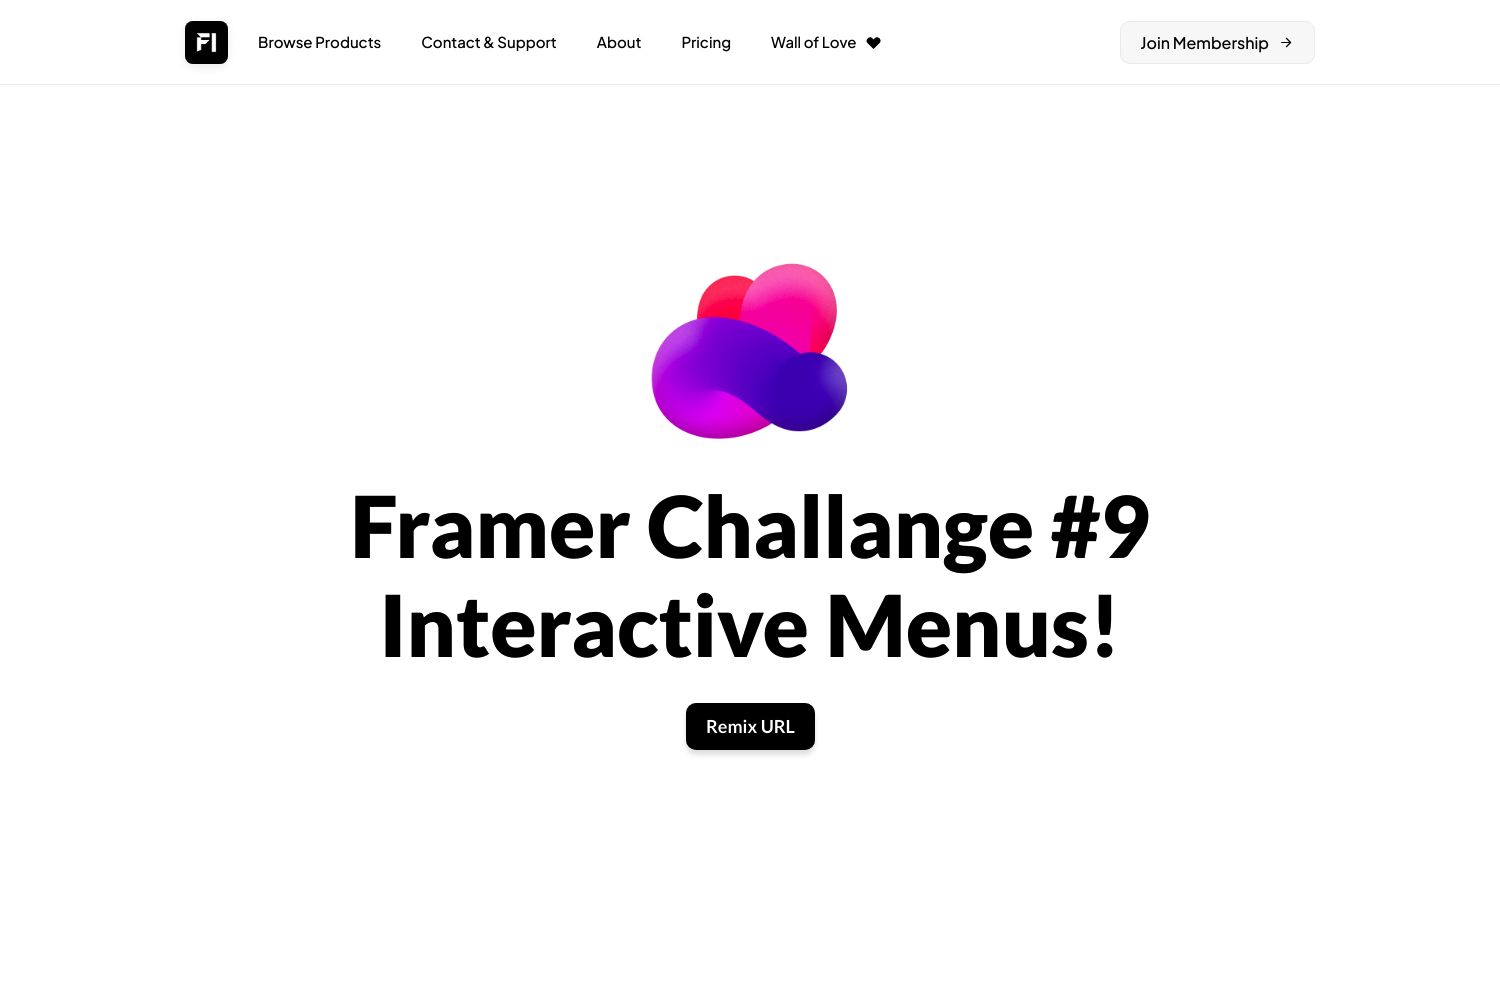 FI
Browse Products
Contact & Support
About
Pricing
Wall of Love
Join Membership →
Framer Challange #9
Interactive Menus!
Remix URL